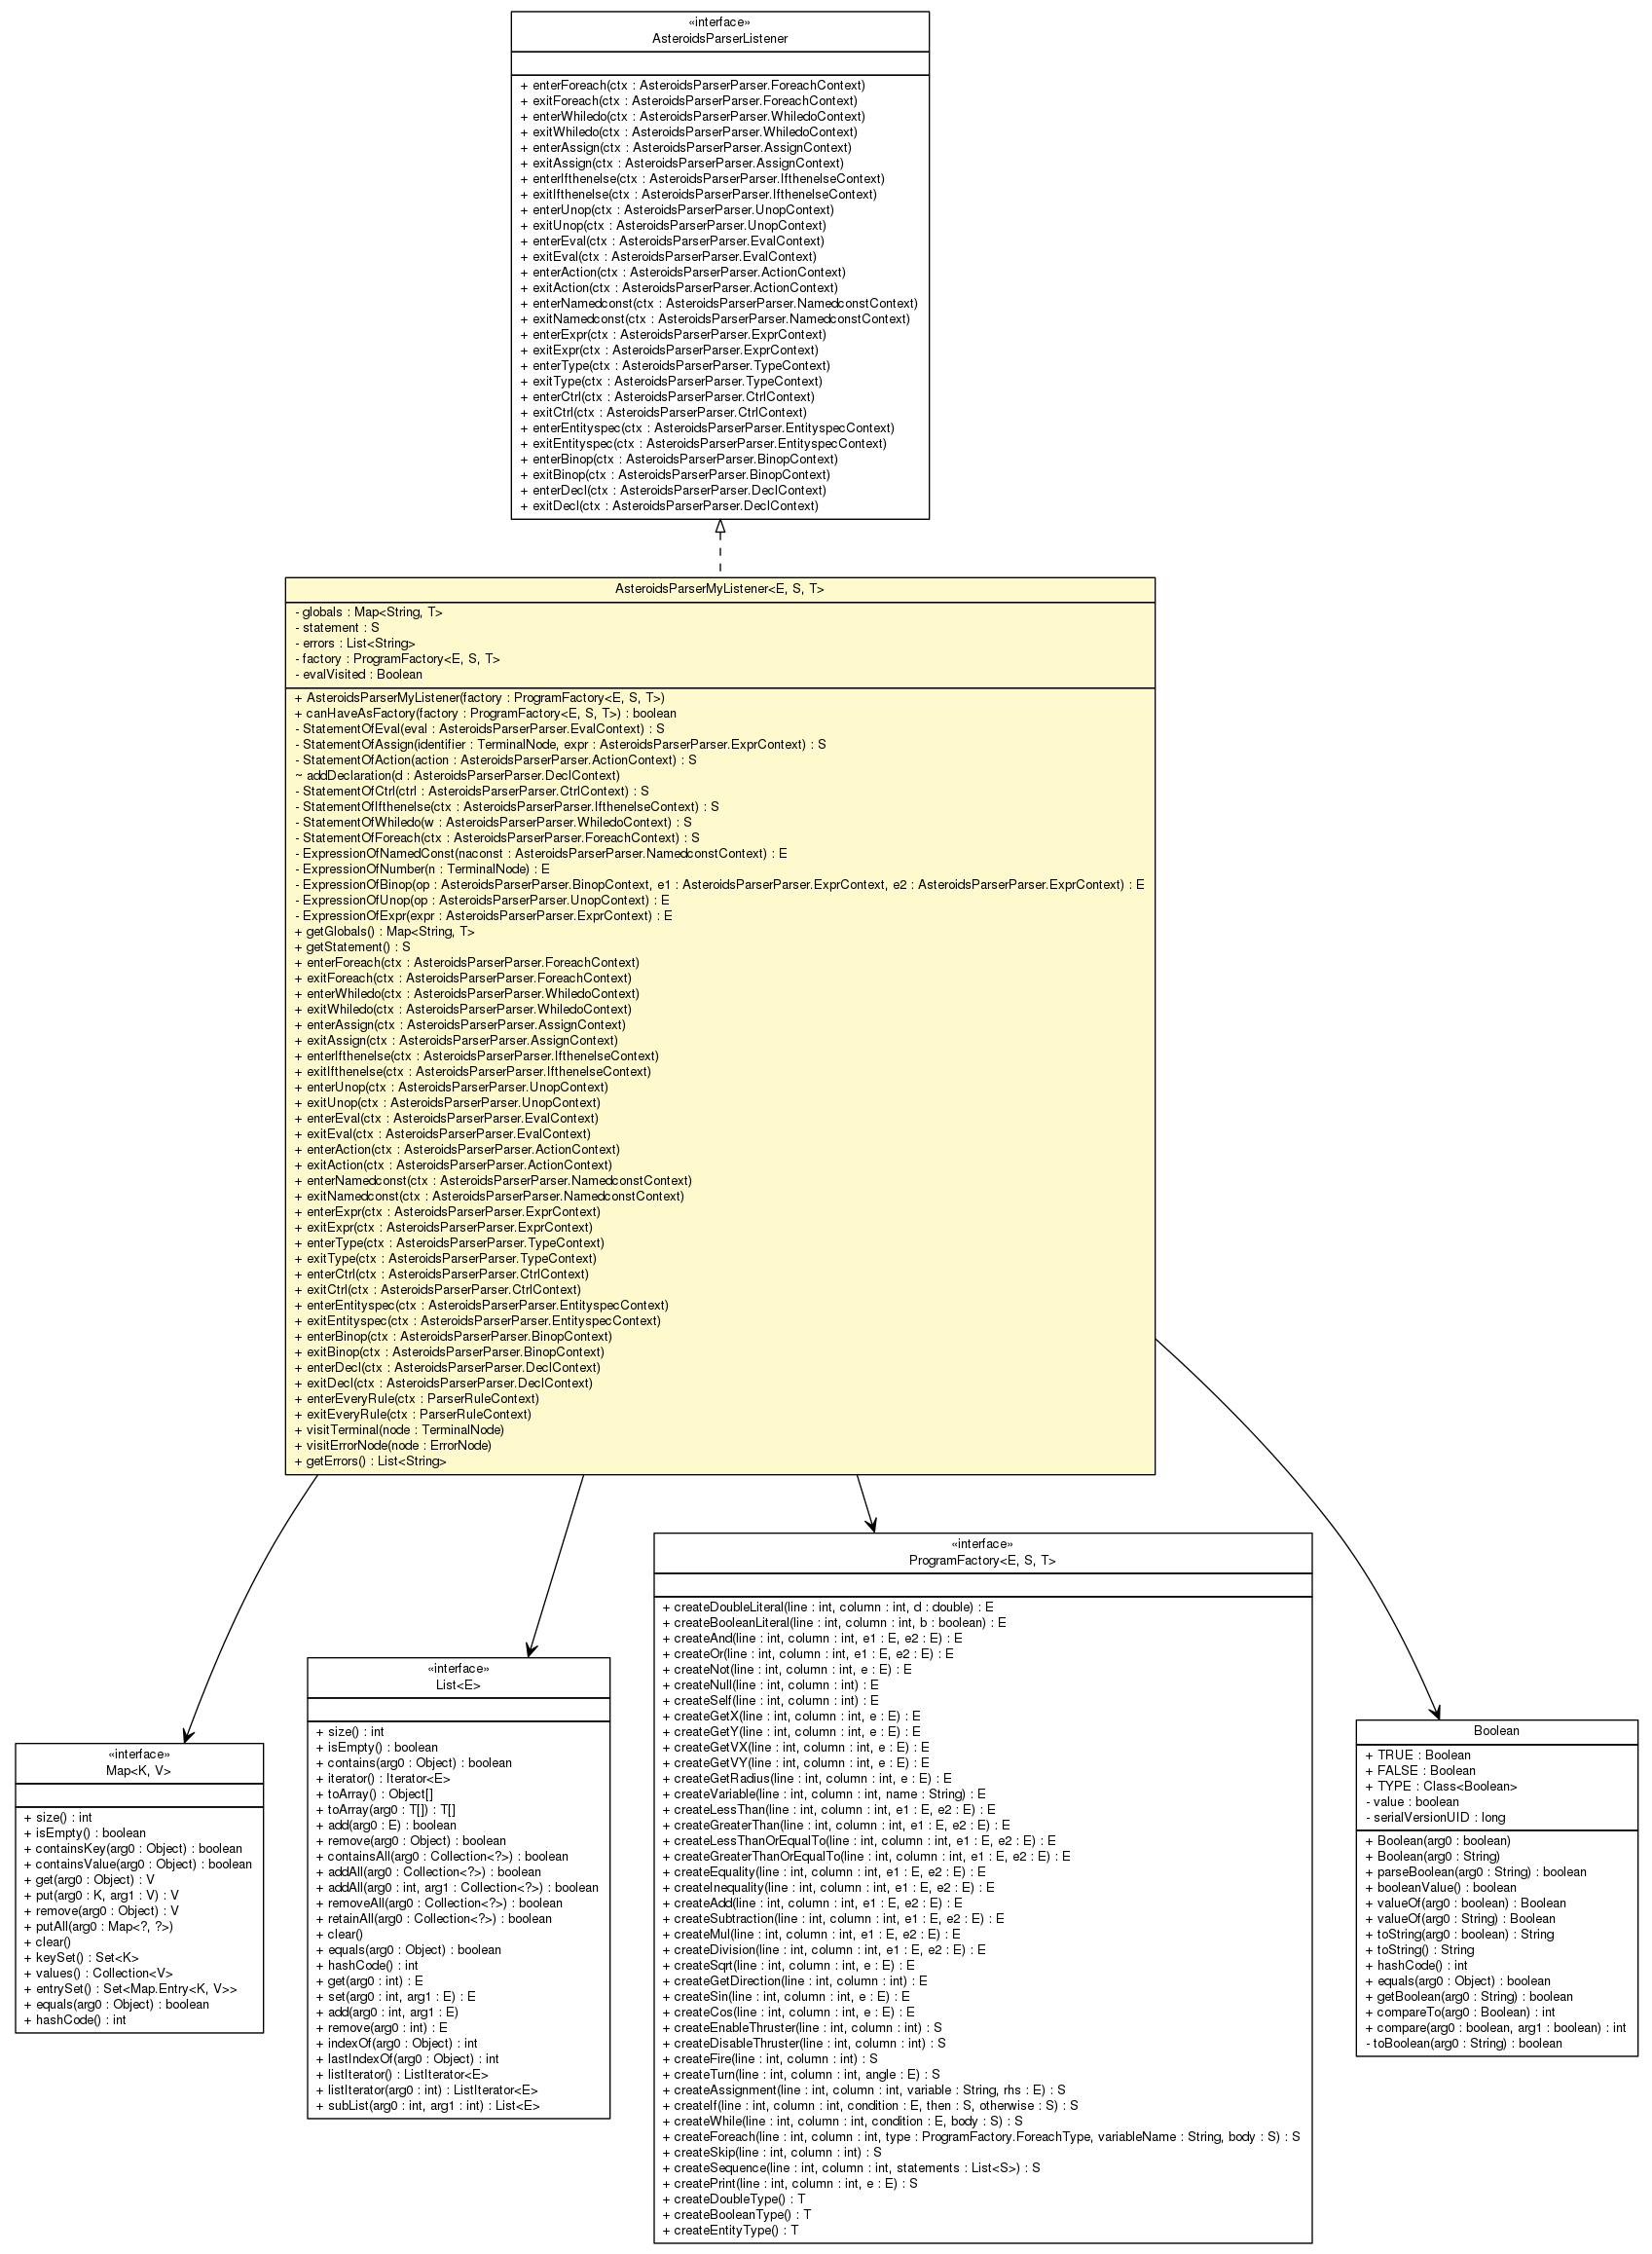 «interface»
AsteroidsParserListener
+ enterForeach(ctx : AsteroidsParserParser.ForeachContext)
+ exitForeach(ctx : AsteroidsParserParser.ForeachContext)
+ enterWhiledo(ctx : AsteroidsParserParser.WhiledoContext)
+ exitWhiledo(ctx : AsteroidsParserParser.WhiledoContext)
+ enterAssign(ctx : AsteroidsParserParser.AssignContext)
+ exitAssign(ctx : AsteroidsParserParser.AssignContext)
+ enterIfthenelse(ctx : AsteroidsParserParser.IfthenelseContext)
+ exitIfthenelse(ctx : AsteroidsParserParser.IfthenelseContext)
+ enterUnop(ctx : AsteroidsParserParser.UnopContext)
+ exitUnop(ctx : AsteroidsParserParser.UnopContext)
+ enterEval(ctx : AsteroidsParserParser.EvalContext)
+ exitEval(ctx : AsteroidsParserParser.EvalContext)
+ enterAction(ctx : AsteroidsParserParser.ActionContext)
+ exitAction(ctx : AsteroidsParserParser.ActionContext)
+ enterNamedconst(ctx : AsteroidsParserParser.NamedconstContext)
+ exitNamedconst(ctx : AsteroidsParserParser.NamedconstContext)
+ enterExpr(ctx : AsteroidsParserParser.ExprContext)
+ exitExpr(ctx : AsteroidsParserParser.ExprContext)
+ enterType(ctx : AsteroidsParserParser.TypeContext)
+ exitType(ctx : AsteroidsParserParser.TypeContext)
+ enterCtrl(ctx : AsteroidsParserParser.CtrlContext)
+ exitCtrl(ctx : AsteroidsParserParser.CtrlContext)
+ enterEntityspec(ctx : AsteroidsParserParser.EntityspecContext)
+ exitEntityspec(ctx : AsteroidsParserParser.EntityspecContext)
+ enterBinop(ctx : AsteroidsParserParser.BinopContext)
+ exitBinop(ctx : AsteroidsParserParser.BinopContext)
+ enterDecl(ctx : AsteroidsParserParser.DeclContext)
+ exitDecl(ctx : AsteroidsParserParser.DeclContext)
AsteroidsParserMyListener<E, S, T>
- globals : Map<String, T>
- statement : S
- errors : List<String>
- factory : ProgramFactory<E, S, T>
- evalVisited : Boolean
+ AsteroidsParserMyListener(factory : ProgramFactory<E, S, T>)
+ canHaveAsFactory(factory : ProgramFactory<E, S, T>) : boolean
- StatementOfEval(eval : AsteroidsParserParser.EvalContext) : S
- StatementOfAssign(identifier : TerminalNode, expr : AsteroidsParserParser.ExprContext) : S
- StatementOfAction(action : AsteroidsParserParser.ActionContext) : S
~ addDeclaration(d : AsteroidsParserParser.DeclContext)
- StatementOfCtrl(ctrl : AsteroidsParserParser.CtrlContext) : S
- StatementOfIfthenelse(ctx : AsteroidsParserParser.IfthenelseContext) : S
- StatementOfWhiledo(w : AsteroidsParserParser.WhiledoContext) : S
- StatementOfForeach(ctx : AsteroidsParserParser.ForeachContext) : S
- ExpressionOfNamedConst(naconst : AsteroidsParserParser.NamedconstContext) : E
- ExpressionOfNumber(n : TerminalNode) : E
- ExpressionOfBinop(op : AsteroidsParserParser.BinopContext, e1 : AsteroidsParserParser.ExprContext, e2 : AsteroidsParserParser.ExprContext) : E
- ExpressionOfUnop(op : AsteroidsParserParser.UnopContext) : E
- ExpressionOfExpr(expr : AsteroidsParserParser.ExprContext) : E
+ getGlobals() : Map<String, T>
+ getStatement() : S
+ enterForeach(ctx : AsteroidsParserParser.ForeachContext)
+ exitForeach(ctx : AsteroidsParserParser.ForeachContext)
+ enterWhiledo(ctx : AsteroidsParserParser.WhiledoContext)
+ exitWhiledo(ctx : AsteroidsParserParser.WhiledoContext)
+ enterAssign(ctx : AsteroidsParserParser.AssignContext)
+ exitAssign(ctx : AsteroidsParserParser.AssignContext)
+ enterIfthenelse(ctx : AsteroidsParserParser.IfthenelseContext)
+ exitIfthenelse(ctx : AsteroidsParserParser.IfthenelseContext)
+ enterUnop(ctx : AsteroidsParserParser.UnopContext)
+ exitUnop(ctx : AsteroidsParserParser.UnopContext)
+ enterEval(ctx : AsteroidsParserParser.EvalContext)
+ exitEval(ctx : AsteroidsParserParser.EvalContext)
+ enterAction(ctx : AsteroidsParserParser.ActionContext)
+ exitAction(ctx : AsteroidsParserParser.ActionContext)
+ enterNamedconst(ctx : AsteroidsParserParser.NamedconstContext)
+ exitNamedconst(ctx : AsteroidsParserParser.NamedconstContext)
+ enterExpr(ctx : AsteroidsParserParser.ExprContext)
+ exitExpr(ctx : AsteroidsParserParser.ExprContext)
+ enterType(ctx : AsteroidsParserParser.TypeContext)
+ exitType(ctx : AsteroidsParserParser.TypeContext)
+ enterCtrl(ctx : AsteroidsParserParser.CtrlContext)
+ exitCtrl(ctx : AsteroidsParserParser.CtrlContext)
+ enterEntityspec(ctx : AsteroidsParserParser.EntityspecContext)
+ exitEntityspec(ctx : AsteroidsParserParser.EntityspecContext)
+ enterBinop(ctx : AsteroidsParserParser.BinopContext)
+ exitBinop(ctx : AsteroidsParserParser.BinopContext)
+ enterDecl(ctx : AsteroidsParserParser.DeclContext)
+ exitDecl(ctx : AsteroidsParserParser.DeclContext)
+ enterEveryRule(ctx : ParserRuleContext)
+ exitEveryRule(ctx : ParserRuleContext)
+ visitTerminal(node : TerminalNode)
+ visitErrorNode(node : ErrorNode)
+ getErrors() : List<String>
«interface»
Map<K, V>
+ size() : int
+ isEmpty() : boolean
+ containsKey(arg0 : Object) : boolean
+ containsValue(arg0 : Object) : boolean
+ get(arg0 : Object) : V
+ put(arg0 : K, arg1 : V) : V
+ remove(arg0 : Object) : V
+ putAll(arg0 : Map<?, ?>)
+ clear()
+ keySet() : Set<K>
+ values() : Collection<V>
+ entrySet() : Set<Map.Entry<K, V>>
+ equals(arg0 : Object) : boolean
+ hashCode() : int
«interface»
List<E>
+ size() : int
+ isEmpty() : boolean
+ contains(arg0 : Object) : boolean
+ iterator() : Iterator<E>
+ toArray() : Object[]
+ toArray(arg0 : T[]) : T[]
+ add(arg0 : E) : boolean
+ remove(arg0 : Object) : boolean
+ containsAll(arg0 : Collection<?>) : boolean
+ addAll(arg0 : Collection<?>) : boolean
+ addAll(arg0 : int, arg1 : Collection<?>) : boolean
+ removeAll(arg0 : Collection<?>) : boolean
+ retainAll(arg0 : Collection<?>) : boolean
+ clear()
+ equals(arg0 : Object) : boolean
+ hashCode() : int
+ get(arg0 : int) : E
+ set(arg0 : int, arg1 : E) : E
+ add(arg0 : int, arg1 : E)
+ remove(arg0 : int) : E
+ indexOf(arg0 : Object) : int
+ lastIndexOf(arg0 : Object) : int
+ listIterator() : ListIterator<E>
+ listIterator(arg0 : int) : ListIterator<E>
+ subList(arg0 : int, arg1 : int) : List<E>
«interface»
ProgramFactory<E, S, T>
+ createDoubleLiteral(line : int, column : int, d : double) : E
+ createBooleanLiteral(line : int, column : int, b : boolean) : E
+ createAnd(line : int, column : int, e1 : E, e2 : E) : E
+ createOr(line : int, column : int, e1 : E, e2 : E) : E
+ createNot(line : int, column : int, e : E) : E
+ createNull(line : int, column : int) : E
+ createSelf(line : int, column : int) : E
+ createGetX(line : int, column : int, e : E) : E
+ createGetY(line : int, column : int, e : E) : E
+ createGetVX(line : int, column : int, e : E) : E
+ createGetVY(line : int, column : int, e : E) : E
+ createGetRadius(line : int, column : int, e : E) : E
+ createVariable(line : int, column : int, name : String) : E
+ createLessThan(line : int, column : int, e1 : E, e2 : E) : E
+ createGreaterThan(line : int, column : int, e1 : E, e2 : E) : E
+ createLessThanOrEqualTo(line : int, column : int, e1 : E, e2 : E) : E
+ createGreaterThanOrEqualTo(line : int, column : int, e1 : E, e2 : E) : E
+ createEquality(line : int, column : int, e1 : E, e2 : E) : E
+ createInequality(line : int, column : int, e1 : E, e2 : E) : E
+ createAdd(line : int, column : int, e1 : E, e2 : E) : E
+ createSubtraction(line : int, column : int, e1 : E, e2 : E) : E
+ createMul(line : int, column : int, e1 : E, e2 : E) : E
+ createDivision(line : int, column : int, e1 : E, e2 : E) : E
+ createSqrt(line : int, column : int, e : E) : E
+ createGetDirection(line : int, column : int) : E
+ createSin(line : int, column : int, e : E) : E
+ createCos(line : int, column : int, e : E) : E
+ createEnableThruster(line : int, column : int) : S
+ createDisableThruster(line : int, column : int) : S
+ createFire(line : int, column : int) : S
+ createTurn(line : int, column : int, angle : E) : S
+ createAssignment(line : int, column : int, variable : String, rhs : E) : S
+ createIf(line : int, column : int, condition : E, then : S, otherwise : S) : S
+ createWhile(line : int, column : int, condition : E, body : S) : S
+ createForeach(line : int, column : int, type : ProgramFactory.ForeachType, variableName : String, body : S) : S
+ createSkip(line : int, column : int) : S
+ createSequence(line : int, column : int, statements : List<S>) : S
+ createPrint(line : int, column : int, e : E) : S
+ createDoubleType() : T
+ createBooleanType() : T
+ createEntityType() : T
Boolean
+ TRUE : Boolean
+ FALSE : Boolean
+ TYPE : Class<Boolean>
- value : boolean
- serialVersionUID : long
+ Boolean(arg0 : boolean)
+ Boolean(arg0 : String)
+ parseBoolean(arg0 : String) : boolean
+ booleanValue() : boolean
+ valueOf(arg0 : boolean) : Boolean
+ valueOf(arg0 : String) : Boolean
+ toString(arg0 : boolean) : String
+ toString() : String
+ hashCode() : int
+ equals(arg0 : Object) : boolean
+ getBoolean(arg0 : String) : boolean
+ compareTo(arg0 : Boolean) : int
+ compare(arg0 : boolean, arg1 : boolean) : int
- toBoolean(arg0 : String) : boolean